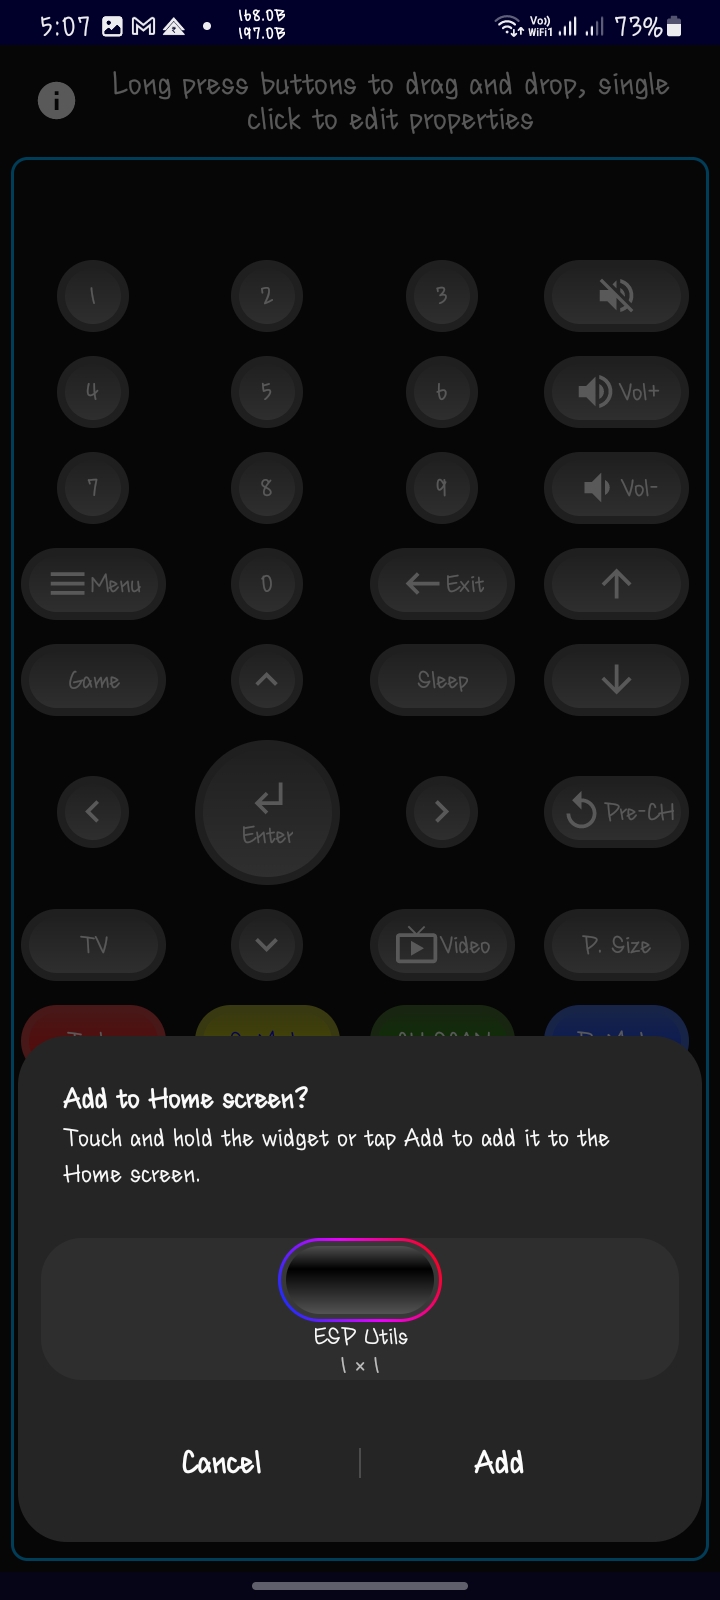 5:07
168.0B
197.0B
Vo))
WiFi1
73%
Long press buttons to drag and drop, single
click to edit properties
1 2 3
4 5 6 Vol+
7 8 9 Vol-
Menu 0 Exit
Game Sleep
Enter Pre-CH
TV Video P. Size
Add to Home screen?
Touch and hold the widget or tap Add to add it to the
Home screen.
ESP Utils
1 × 1
Cancel Add